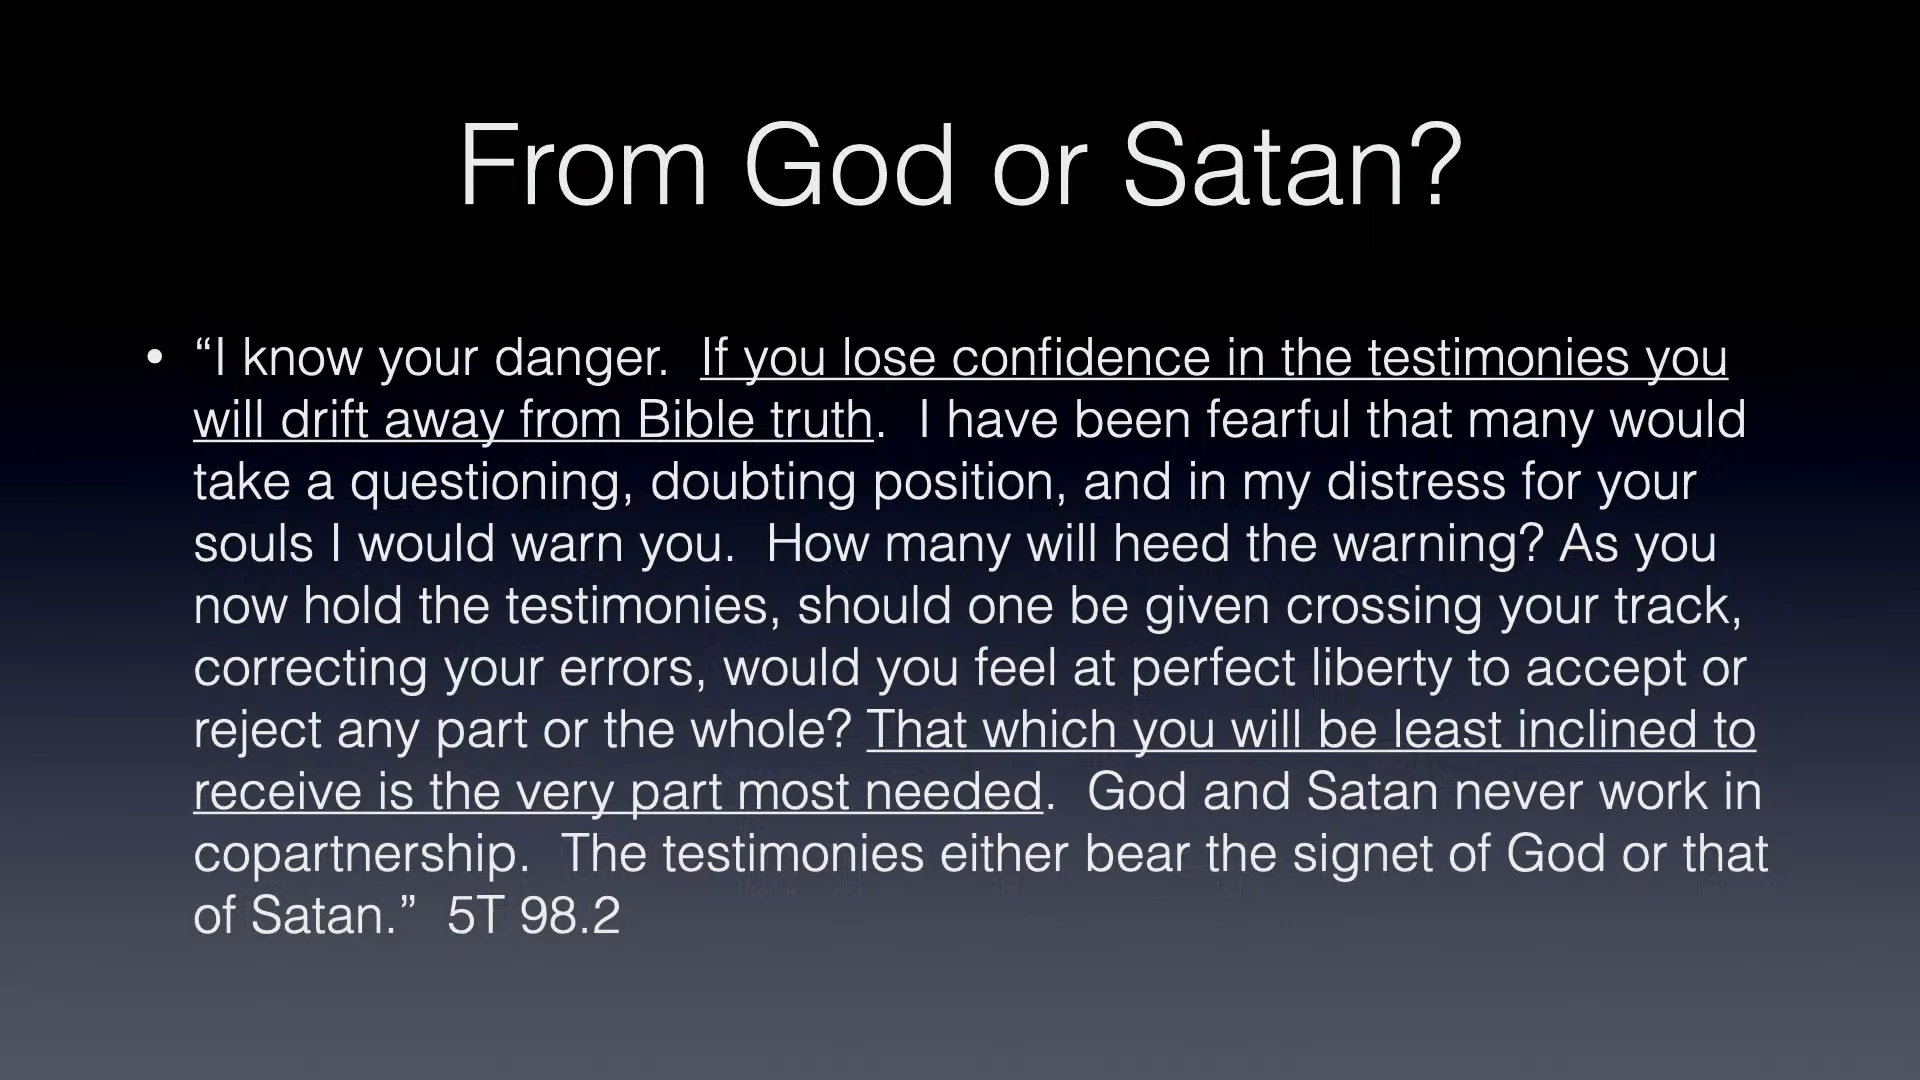 From God or Satan?
• “I know your danger.  If you lose confidence in the testimonies you
will drift away from Bible truth.  I have been fearful that many would
take a questioning, doubting position, and in my distress for your
souls I would warn you.  How many will heed the warning? As you
now hold the testimonies, should one be given crossing your track,
correcting your errors, would you feel at perfect liberty to accept or
reject any part or the whole? That which you will be least inclined to
receive is the very part most needed.  God and Satan never work in
copartnership.  The testimonies either bear the signet of God or that
of Satan.”  5T 98.2